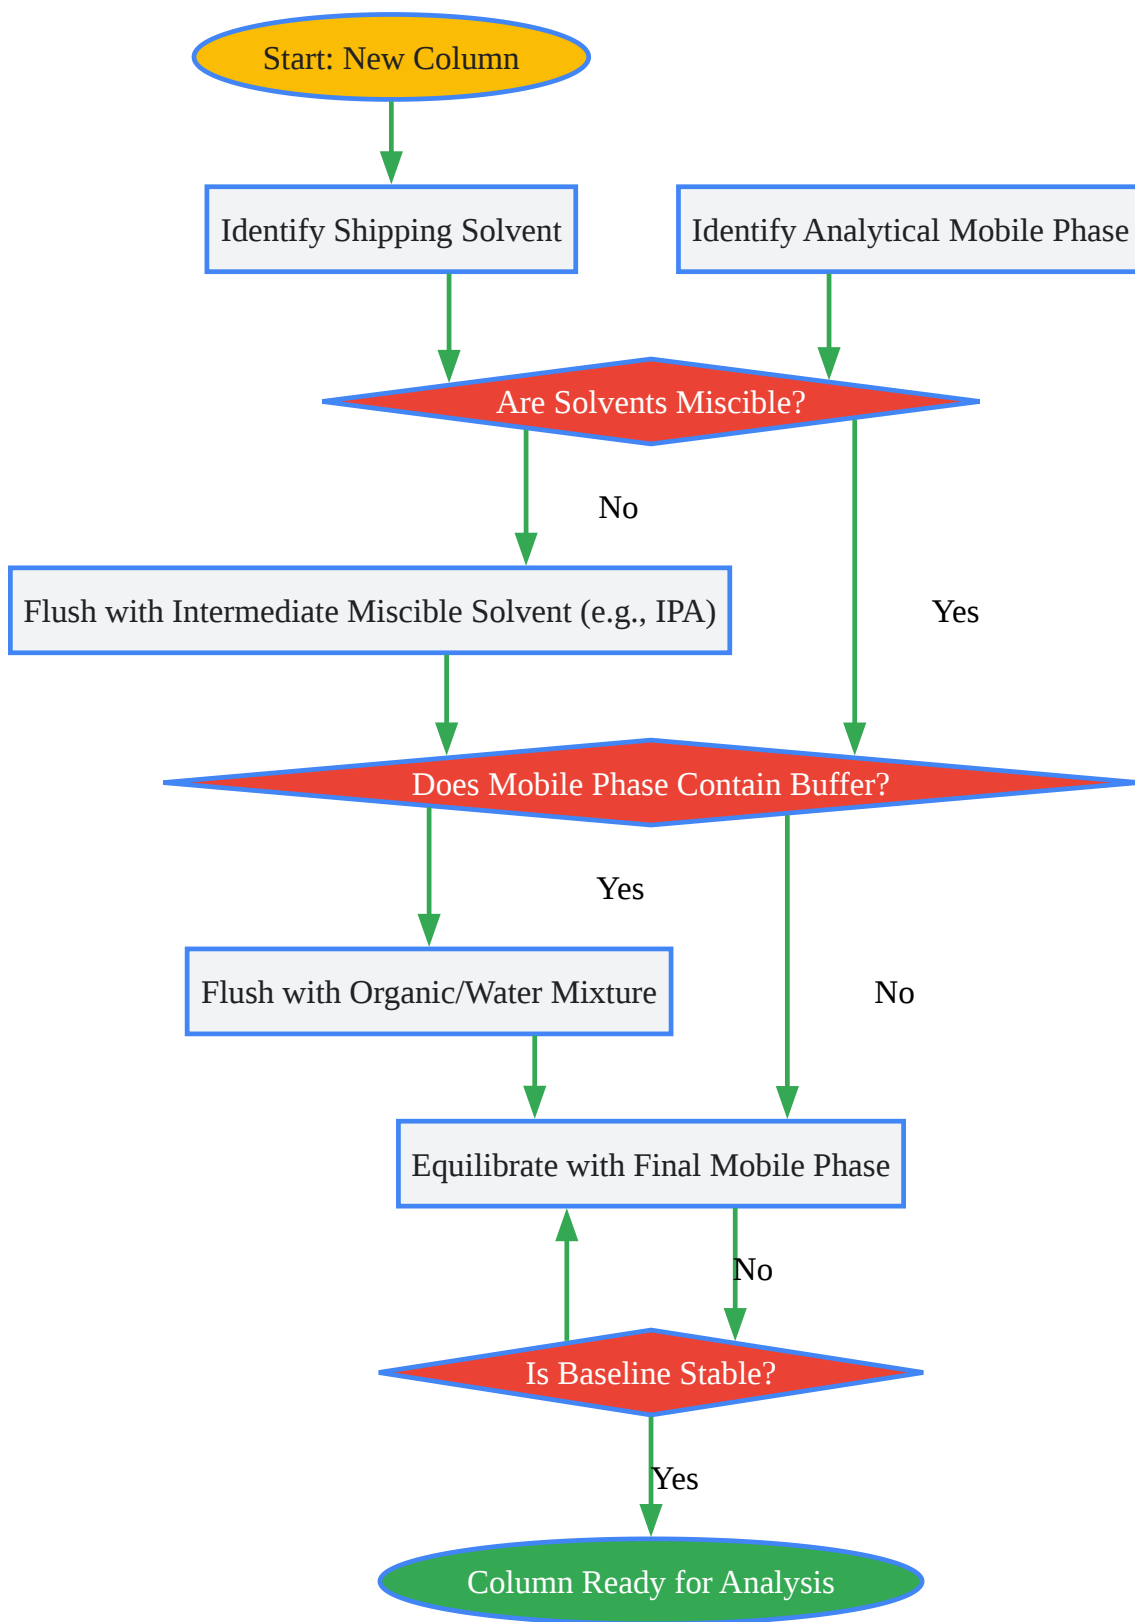 Start: New Column
Identify Shipping Solvent
Identify Analytical Mobile Phase
Are Solvents Miscible?
No
Flush with Intermediate Miscible Solvent (e.g., IPA)
Yes
Does Mobile Phase Contain Buffer?
Yes
Flush with Organic/Water Mixture
No
Equilibrate with Final Mobile Phase
No
Is Baseline Stable?
Yes
Column Ready for Analysis